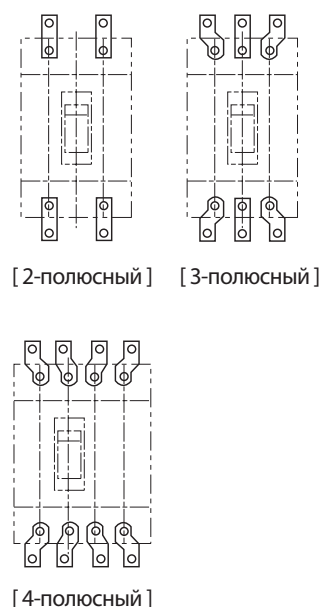 [ 2-полюсный ]
[ 3-полюсный ]
[ 4-полюсный ]